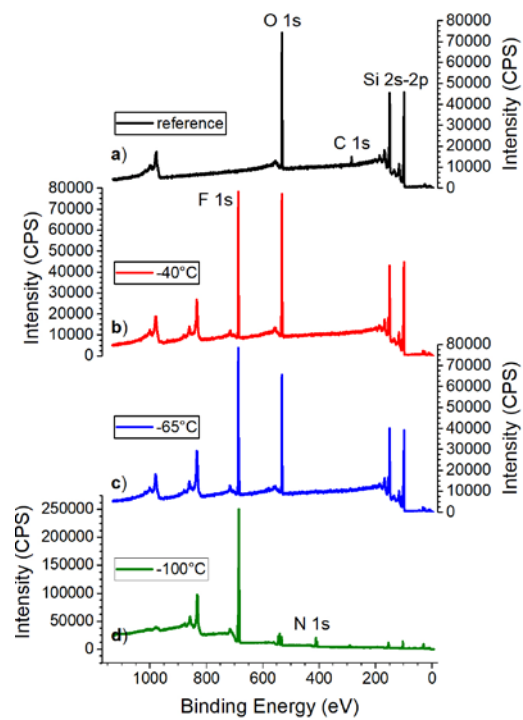 O 1s
Si 2s-2p
reference
C 1s
a)
80000
70000
60000
50000
40000
30000
20000
10000
0
Intensity (CPS)
80000
70000
60000
50000
40000
30000
20000
10000
0
Intensity (CPS)
F 1s
-40°C
b)
80000
70000
60000
50000
40000
30000
20000
10000
0
Intensity (CPS)
-65°C
c)
250000
200000
150000
100000
50000
0
Intensity (CPS)
-100°C
N 1s
d)
1000 800 600 400 200 0
Binding Energy (eV)